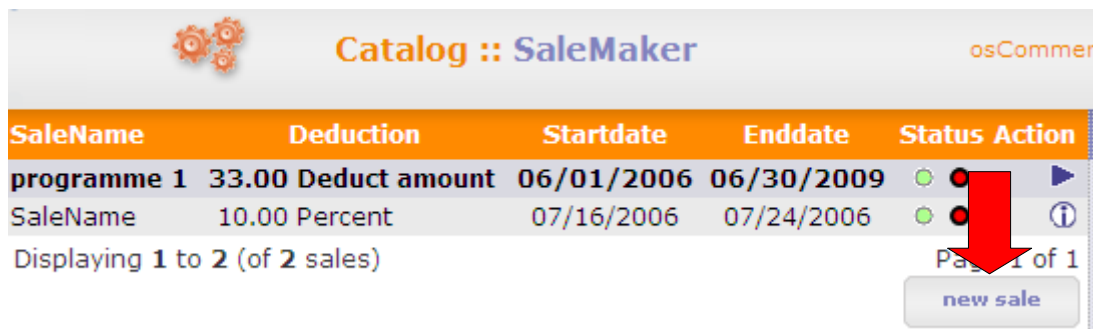 Catalog :: SaleMaker osCommer
SaleName Deduction Startdate Enddate Status Action
programme 1 33.00 Deduct amount 06/01/2006 06/30/2009
SaleName 10.00 Percent 07/16/2006 07/24/2006
Displaying 1 to 2 (of 2 sales) 1 of 1
new sale